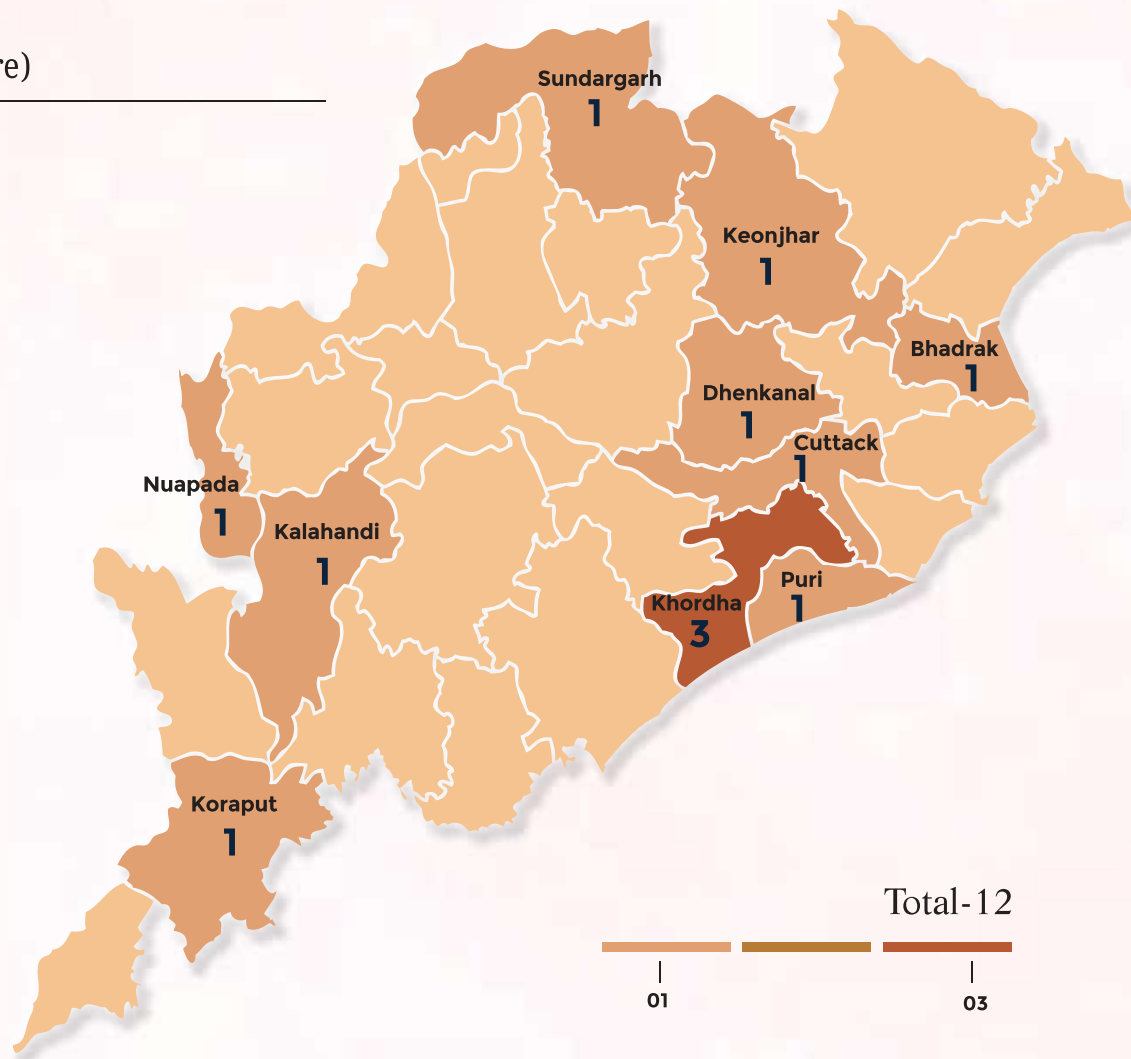 re)
Sundargarh
1
Keonjhar
1
Bhadrak
1
Dhenkanal
1
Cuttack
1
Nuapada
1
Kalahandi
1
Puri
1
Khordha
3
Koraput
1
Total-12
01
03